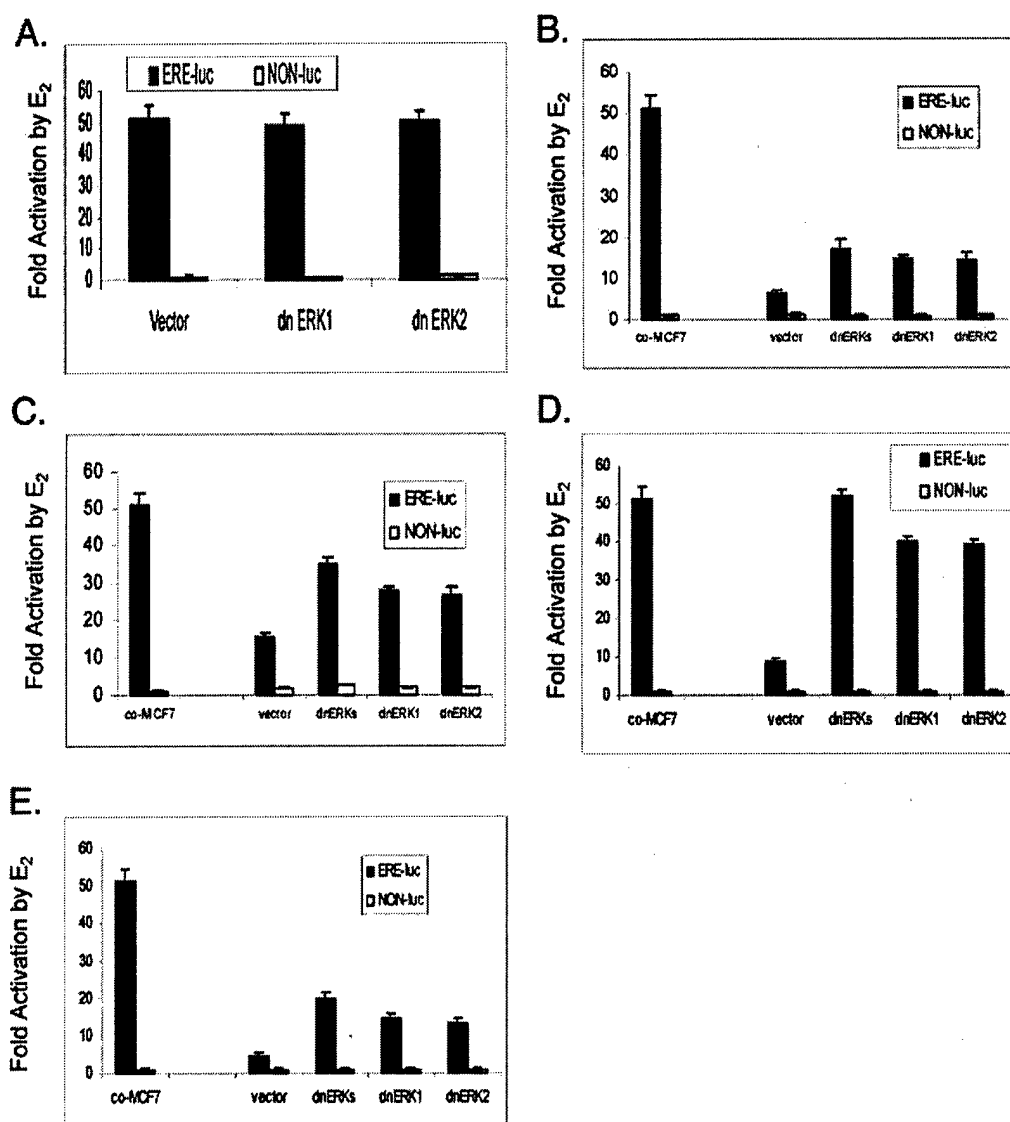 A.
Fold Activation by E2
ERE-luc NON-luc
60
50
40
30
20
10
0
Vector dn ERK1 dn ERK2
B.
Fold Activation by E2
60
50
40
30
20
10
0
ERE-luc
NON-luc
co-MCF7 vector dnERKs dnERK1 dnERK2
C.
Fold Activation by E2
60
50
40
30
20
10
0
ERE-luc
NON-luc
co-MCF7 vector dnERKs dnERK1 dnERK2
D.
Fold Activation by E2
60
50
40
30
20
10
0
ERE-luc
NON-luc
co-MCF7 vector dnERKs dnERK1 dnERK2
E.
Fold Activation by E2
60
50
40
30
20
10
0
ERE-luc
NON-luc
co-MCF7 vector dnERKs dnERK1 dnERK2